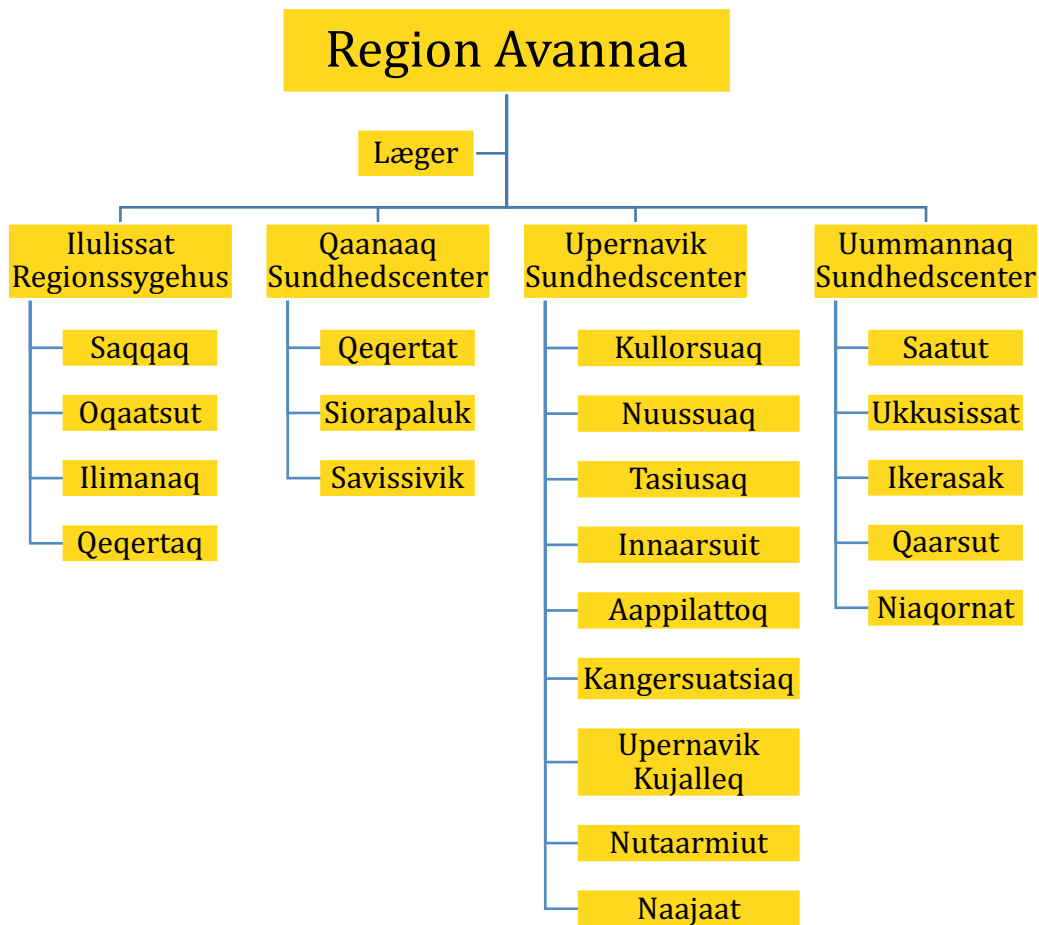 Region Avannaa
Læger
Ilulissat
Regionssygehus
Saqqaq
Oqaatsut
Ilimanaq
Qeqertaq
Qaanaaq
Sundhedscenter
Qeqertat
Siorapaluk
Savissivik
Upernavik
Sundhedscenter
Kullorsuaq
Nuussuaq
Tasiusaq
Innaarsuit
Aappilattoq
Kangersuatsiaq
Upernavik
Kujalleq
Nutaarmiut
Naajaat
Uummannaq
Sundhedscenter
Saatut
Ukkusissat
Ikerasak
Qaarsut
Niaqornat